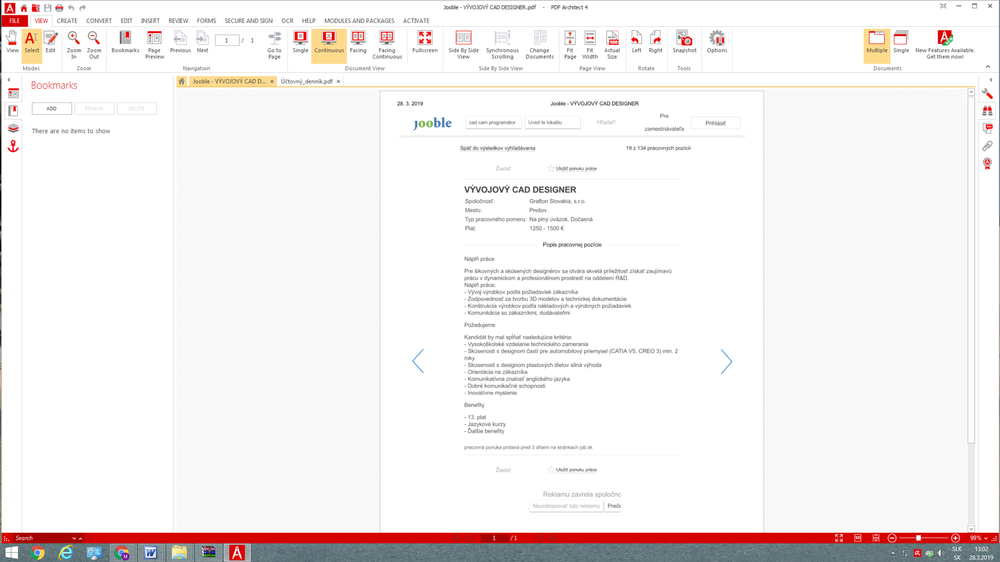 Jooble - VÝVOJOVÝ CAD DESIGNER.pdf - PDF Architect 4
FILE VIEW CREATE CONVERT EDIT INSERT REVIEW FORMS SECURE AND SIGN OCR HELP MODULES AND PACKAGES ACTIVATE
View Select Edit Zoom In Zoom Out Bookmarks Page Preview Previous Next 1 / 1 Go to Page Single Continuous Facing Facing Continuous Fullscreen Side By Side View Synchronous Scrolling Change Documents Fit Page Fit Width Actual Size Left Right Snapshot Options Multiple Single New Features Available. Get them now!
Modes Zoom Navigation Document View Side By Side View Page View Rotate Tools Documents
Bookmarks
ADD RENAME DELETE
There are no items to show
Jooble - VÝVOJOVÝ CAD D... Účtovný_denník.pdf
28. 3. 2019 Jooble - VÝVOJOVÝ CAD DESIGNER
jooble cad cam programátor Uveďte lokalitu Hľadať! Pre zamestnávateľa Prihlásiť
Späť do výsledkov vyhľadávania 19 z 134 pracovných pozícií
Žiadať Uložiť ponuku práce
VÝVOJOVÝ CAD DESIGNER
Spoločnosť: Grafton Slovakia, s.r.o.
Mesto: Prešov
Typ pracovného pomeru: Na plný úväzok, Dočasná
Plat: 1250 - 1500 €
Popis pracovnej pozície
Náplň práce
Pre šikovných a skúsených designérov sa otvára skvelá príležitosť získať zaujímavú
prácu v dynamickom a profesionálnom prostredí na oddelení R&D.
Náplň práce:
- Vývoj výrobkov podla požiadaviek zákazníka
- Zodpovednosť za tvorbu 3D modelov a technickej dokumentácie
- Konštrukcia výrobkov podľa nákladových a výrobných požiadaviek
- Komunikácia so zákazníkmi, dodávateľmi
Požadujeme
Kandidát by mal spĺňať nasledujúce kritéria:
- Vysokoškolské vzdelanie technického zamerania
- Skúsenosti s designom častí pre automobilový priemysel (CATIA V5, CREO 3) min. 2
roky
- Skúsenosti s designom plastových dielov silná výhoda
- Orientácia na zákazníka
- Komunikatívna znalosť anglického jazyka
- Dobré komunikačné schopnosti
- Inovatívne myslenie
Benefity
- 13. plat
- Jazykové kurzy
- Ďalšie benefity
pracovná ponuka pridaná pred 3 dňami na stránkach job.sk
Žiadať Uložiť ponuku práce
Reklamu zavrela spoločno
Nezobrazovať túto reklamu Prečo
Search 1 / 1 99%
SLK 13:02
SK 28.3.2019